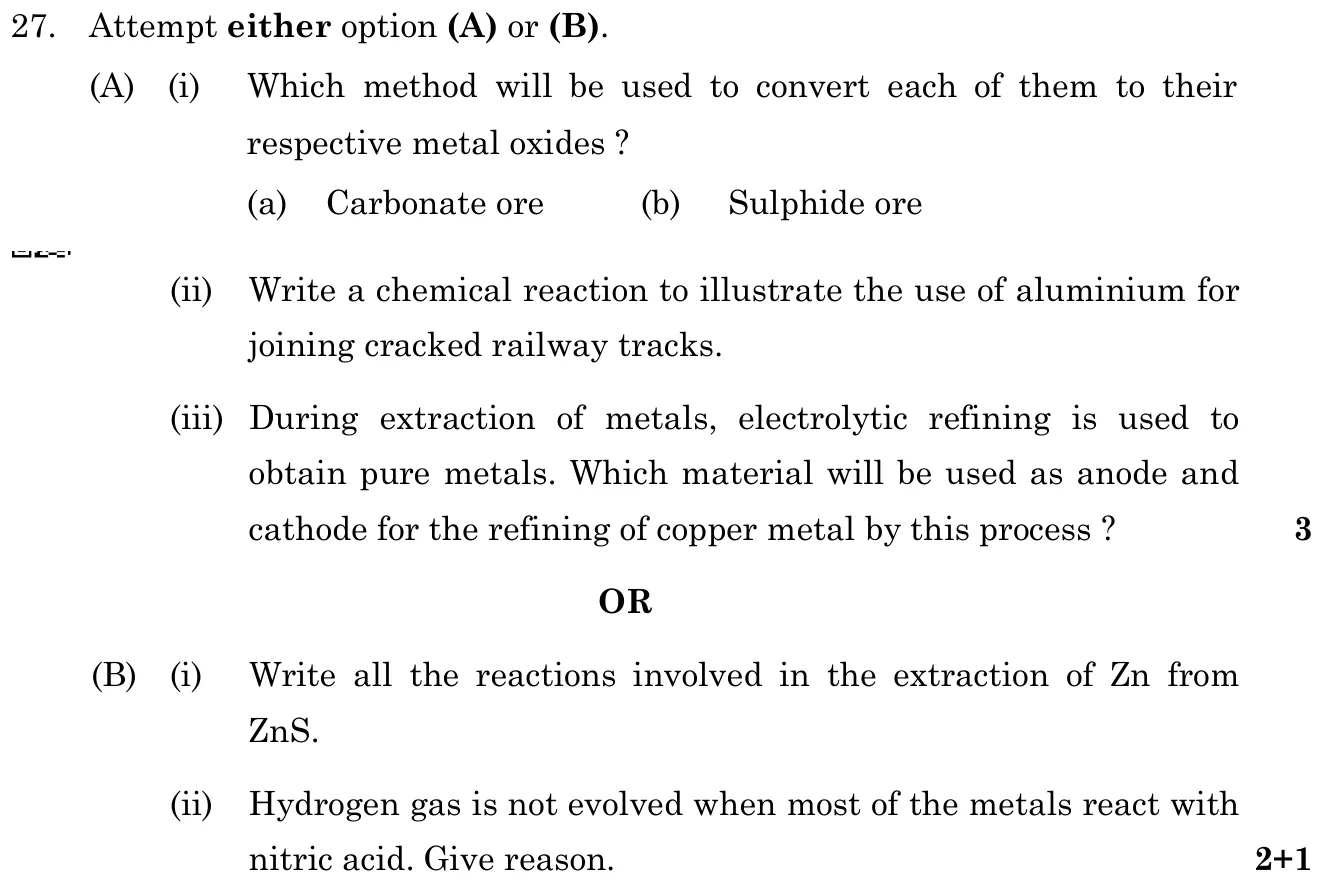 27. Attempt either option (A) or (B).
(A) (i) Which method will be used to convert each of them to their
respective metal oxides ?
(a) Carbonate ore (b) Sulphide ore
(ii) Write a chemical reaction to illustrate the use of aluminium for
joining cracked railway tracks.
(iii) During extraction of metals, electrolytic refining is used to
obtain pure metals. Which material will be used as anode and
cathode for the refining of copper metal by this process ? 3
OR
(B) (i) Write all the reactions involved in the extraction of Zn from
ZnS.
(ii) Hydrogen gas is not evolved when most of the metals react with
nitric acid. Give reason. 2+1